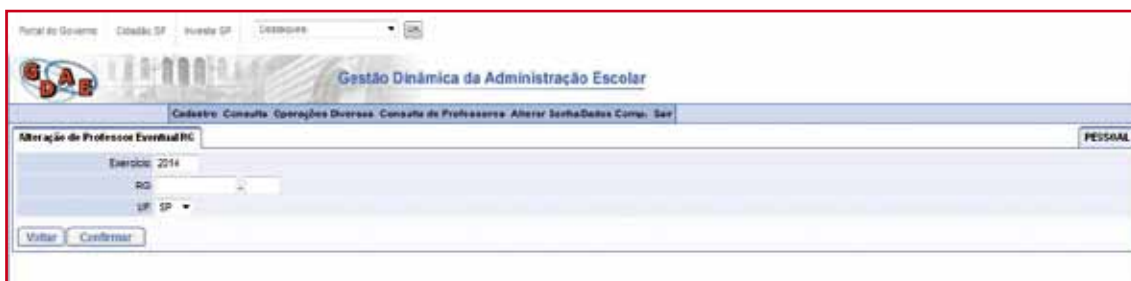 Portal do Governo Cidadão SP Investe SP Destaques OK
GDAE
Gestão Dinâmica da Administração Escolar
Cadastro Consulta Operações Diversas Consulta de Professores Alterar Senha/Dados Comp. Sair
Alteração de Professor Eventual RG PESSOAL
Exercício: 2014
RG:
UF: SP
Voltar Confirmar